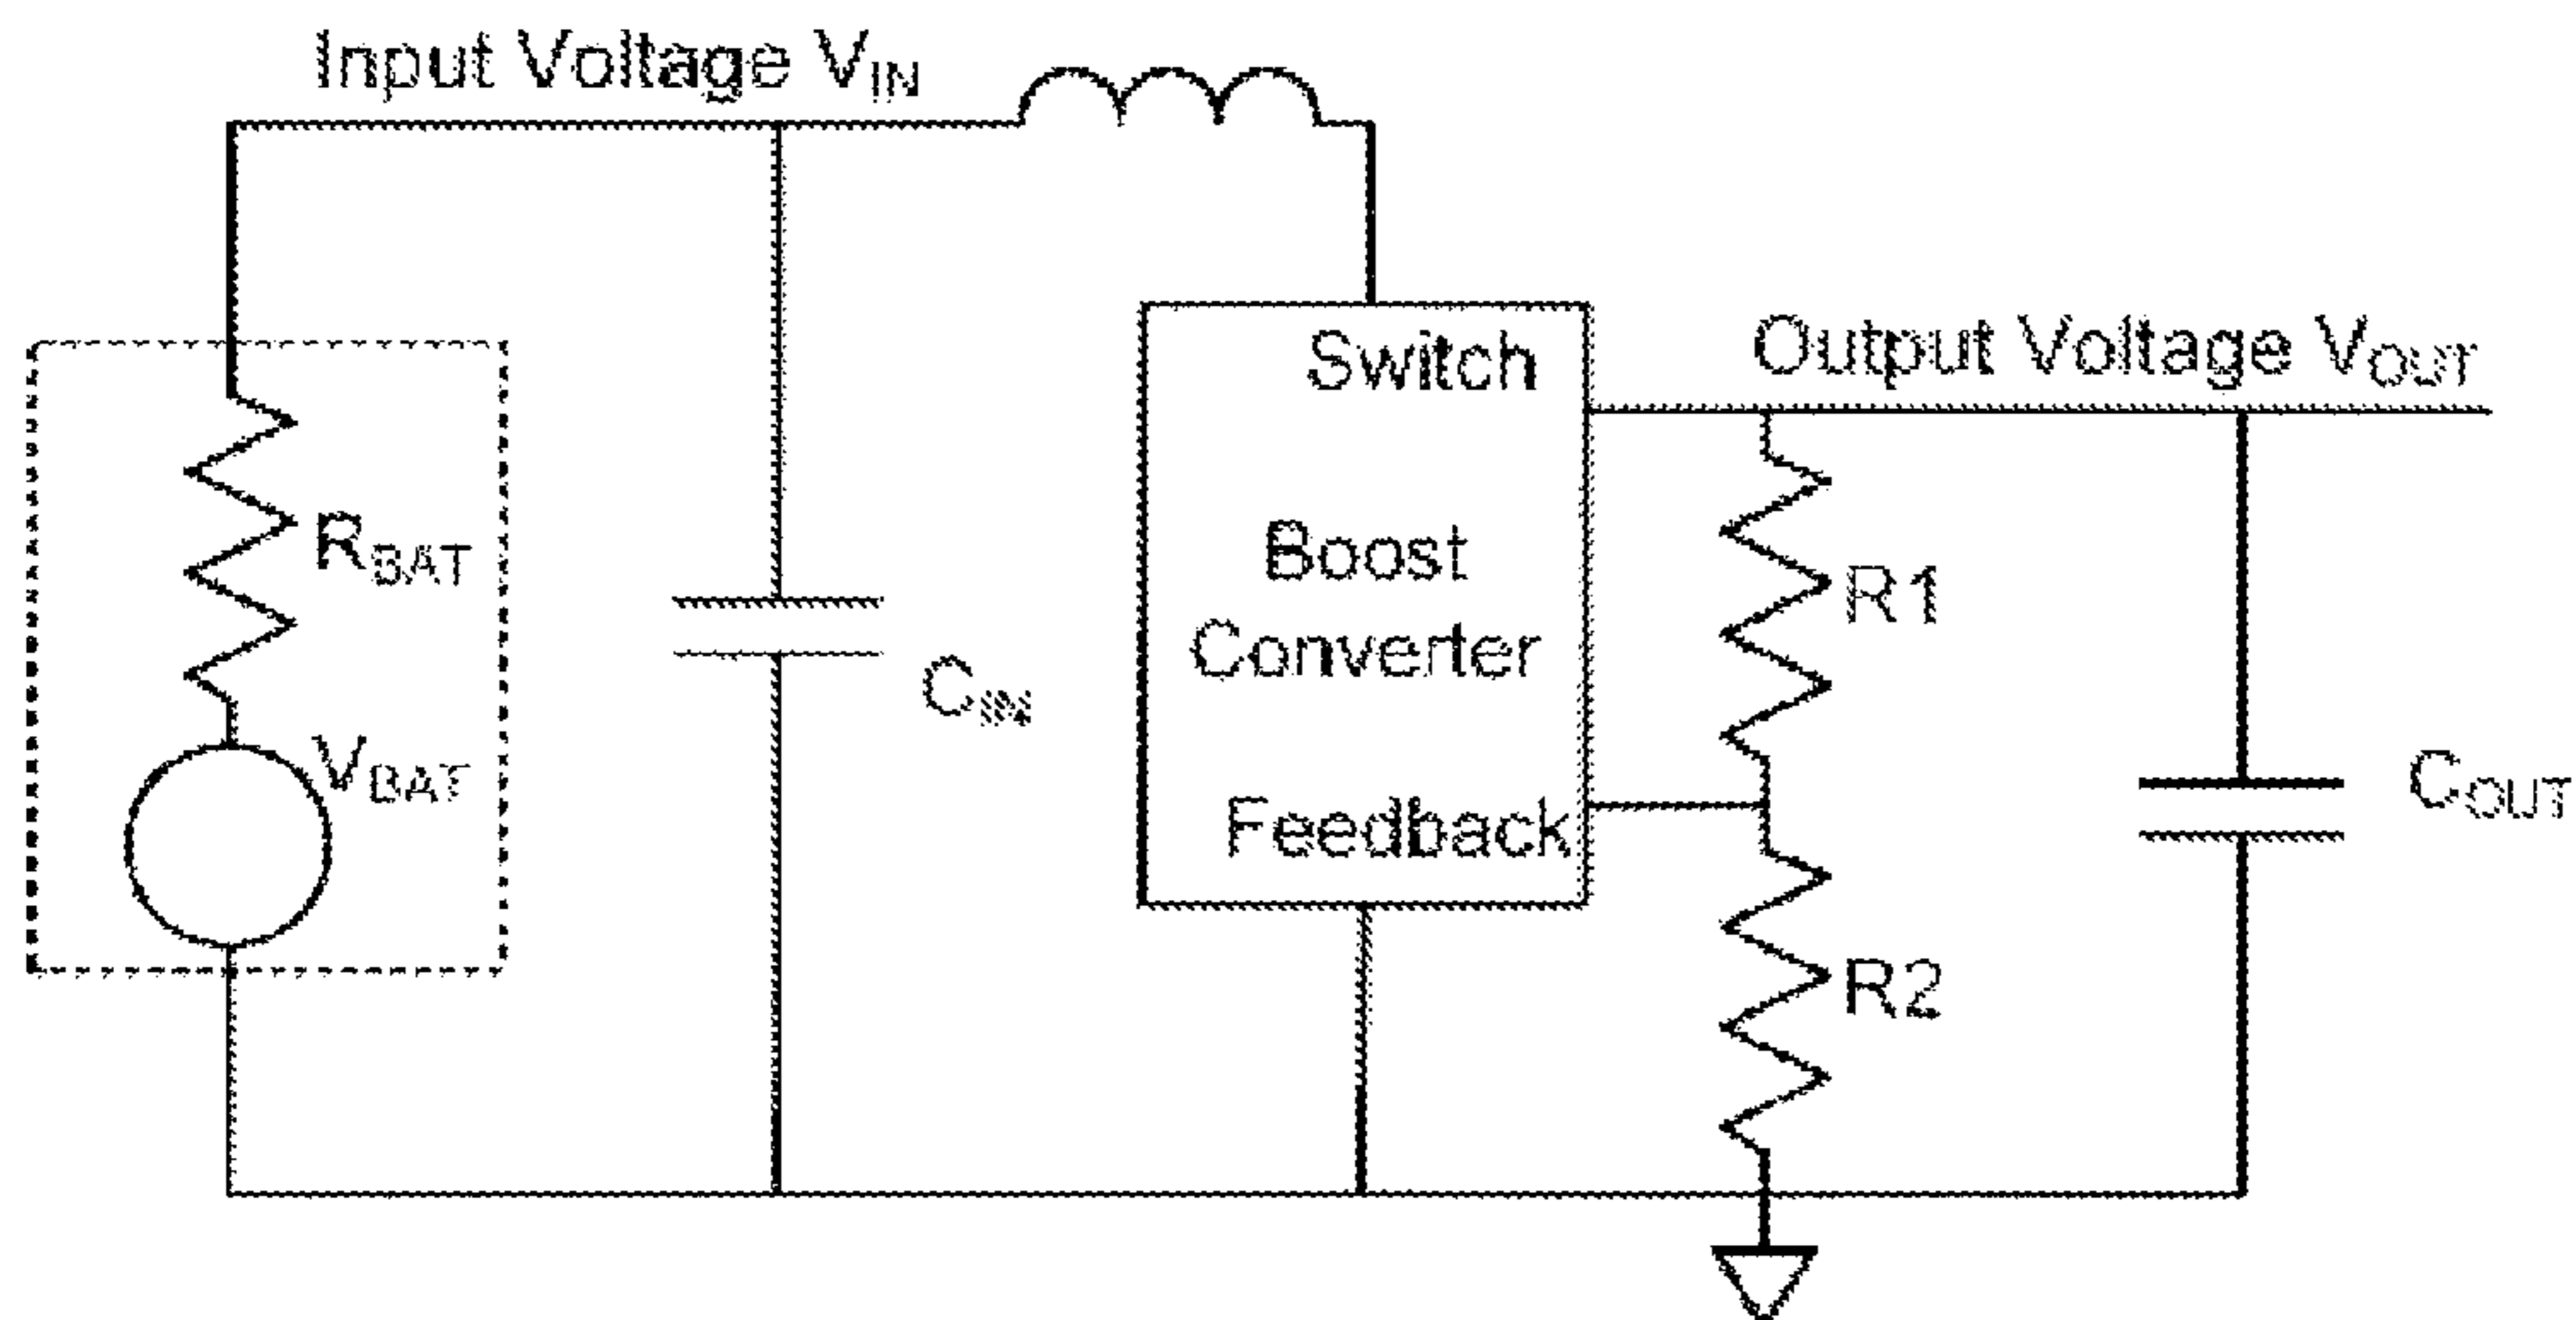 Input Voltage VIN
Switch
Output Voltage VOUT
RBAT
Boost
Converter
R1
CIN
VBAT
Feedback
COUT
R2